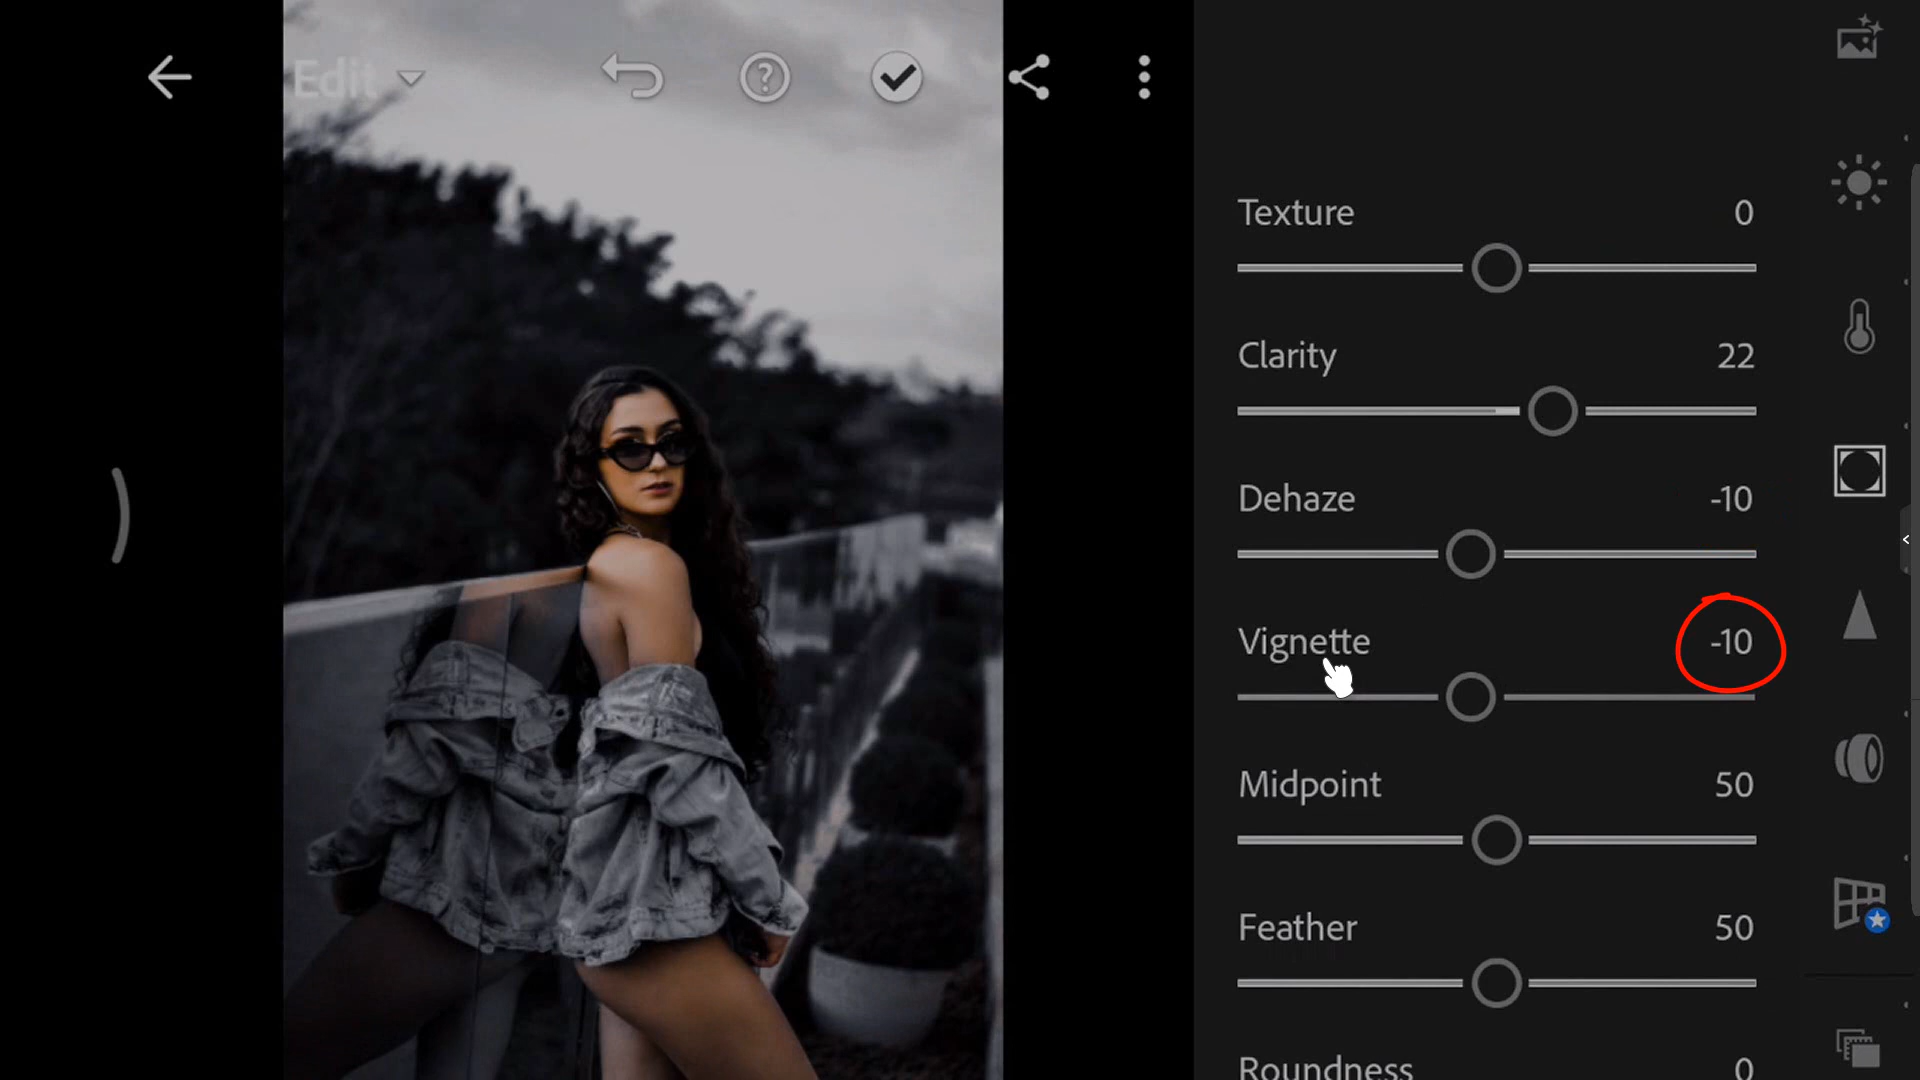 Edit
Texture 0
Clarity 22
Dehaze -10
Vignette -10
Midpoint 50
Feather 50
Roundness 0